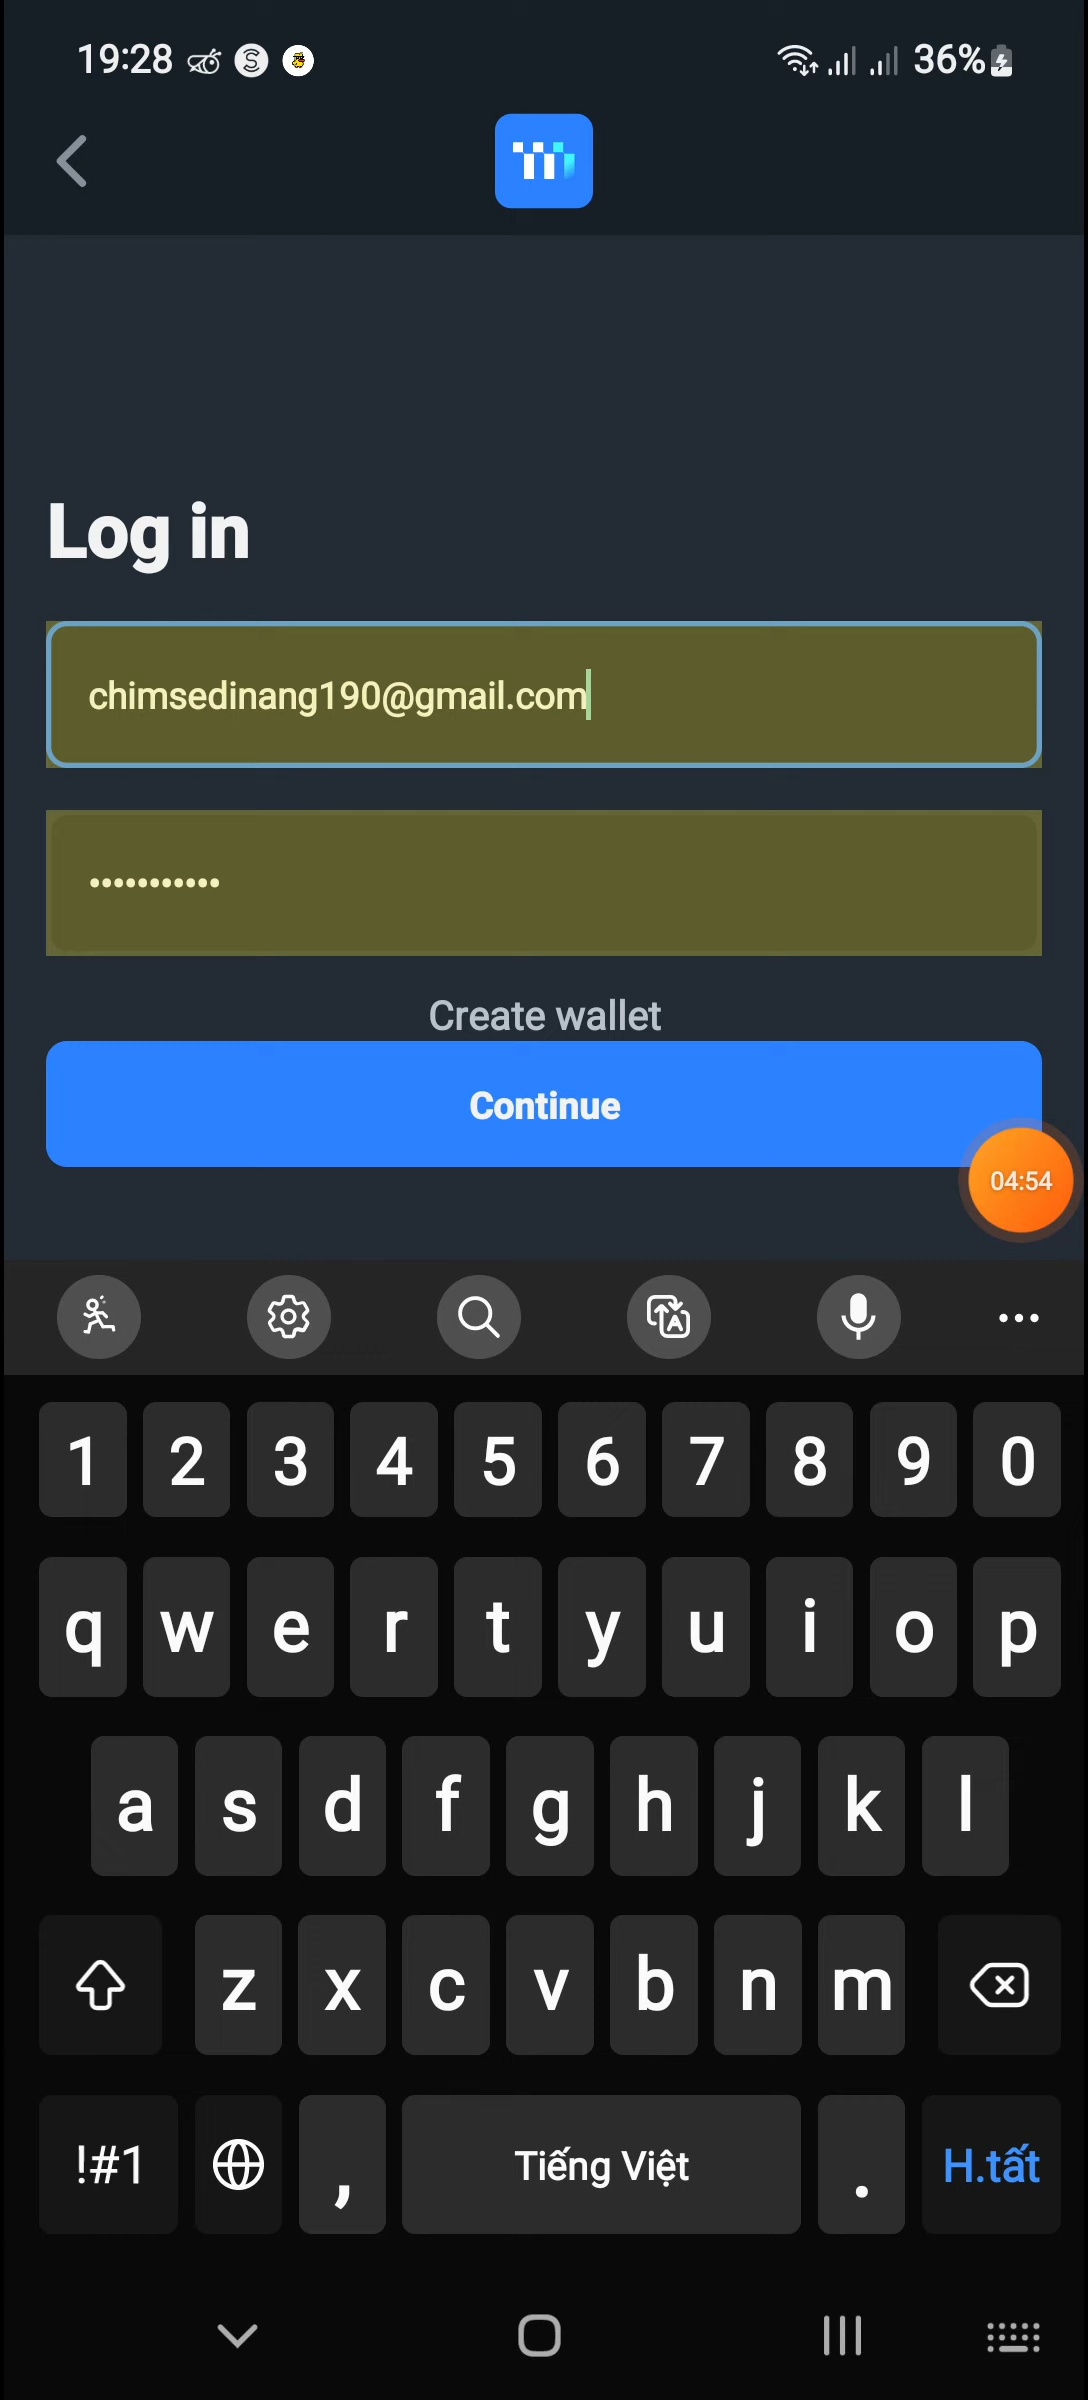 19:28 36%
Log in
chimsedinang190@gmail.com
•••••••••••
Create wallet
Continue
04:54
1 2 3 4 5 6 7 8 9 0
q w e r t y u i o p
a s d f g h j k l
z x c v b n m
!#1 , Tiếng Việt . H.tất